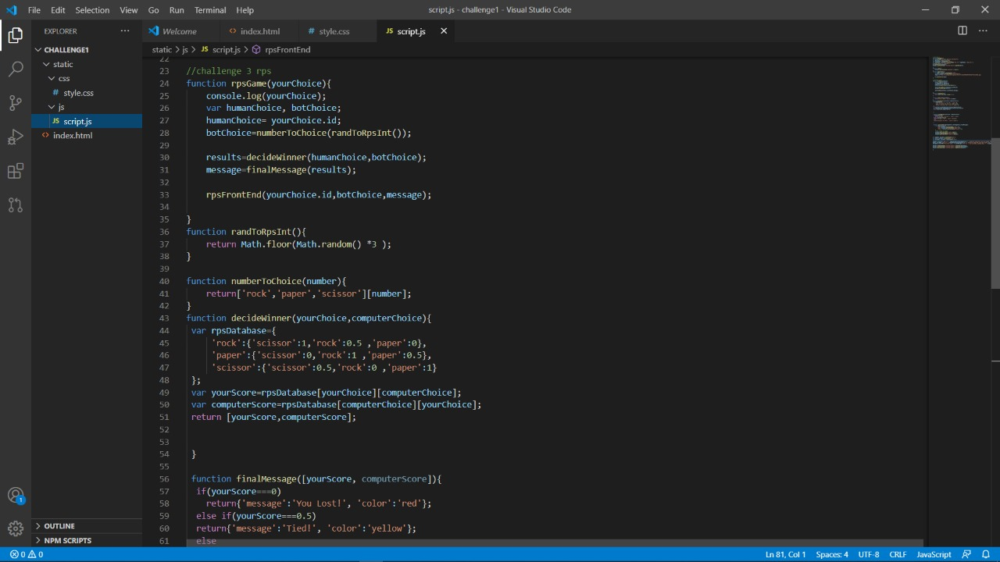 File Edit Selection View Go Run Terminal Help script.js - challenge1 - Visual Studio Code
EXPLORER ...
Welcome <> index.html # style.css JS script.js
static > js > JS script.js > rpsFrontEnd
CHALLENGE1
static
css
# style.css
js
JS script.js
<> index.html
OUTLINE
NPM SCRIPTS
1
22
23 //challenge 3 rps
24 function rpsGame(yourChoice){
25 console.log(yourChoice);
26 var humanChoice, botChoice;
27 humanChoice= yourChoice.id;
28 botChoice=numberToChoice(randToRpsInt());
29
30 results=decideWinner(humanChoice,botChoice);
31 message=finalMessage(results);
32
33 rpsFrontEnd(yourChoice.id,botChoice,message);
34
35 }
36 function randToRpsInt(){
37 return Math.floor(Math.random() *3 );
38 }
39
40 function numberToChoice(number){
41 return['rock','paper','scissor'][number];
42 }
43 function decideWinner(yourChoice,computerChoice){
44 var rpsDatabase={
45 'rock':{'scissor':1,'rock':0.5 ,'paper':0},
46 'paper':{'scissor':0,'rock':1 ,'paper':0.5},
47 'scissor':{'scissor':0.5,'rock':0 ,'paper':1}
48 };
49 var yourScore=rpsDatabase[yourChoice][computerChoice];
50 var computerScore=rpsDatabase[computerChoice][yourChoice];
51 return [yourScore,computerScore];
52
53
54 }
55
56 function finalMessage([yourScore, computerScore]){
57 if(yourScore===0)
58 return{'message':'You Lost!', 'color':'red'};
59 else if(yourScore===0.5)
60 return{'message':'Tied!', 'color':'yellow'};
61 else
0 0 Ln 81, Col 1 Spaces: 4 UTF-8 CRLF JavaScript